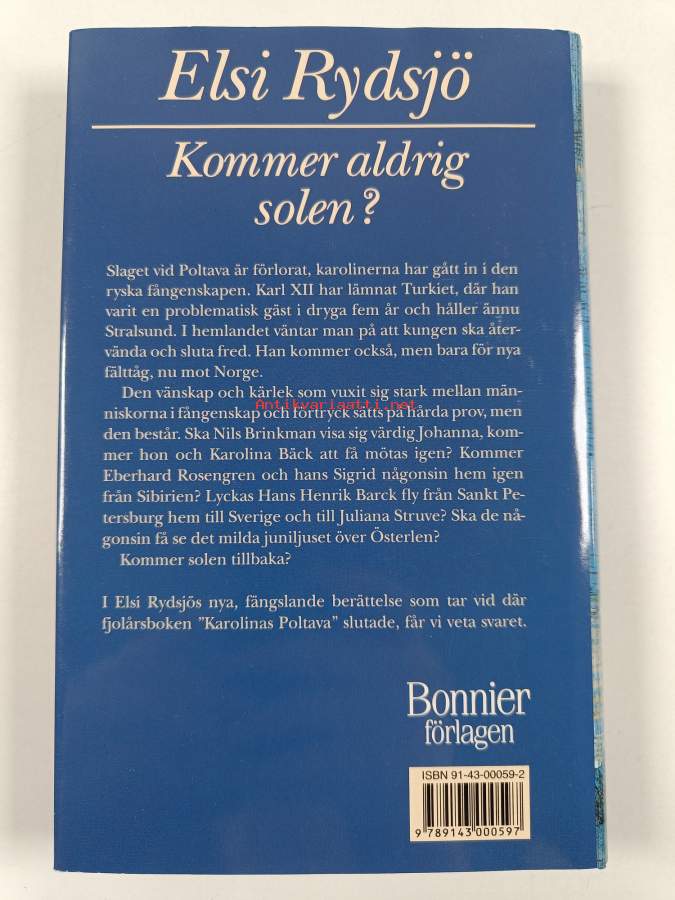 Elsi Rydsjö
Kommer aldrig
solen?
Slaget vid Poltava är förlorat, karolinerna har gått in i den
ryska fångenskapen. Karl XII har lämnat Turkiet, där han
varit en problematisk gäst i dryga fem år och håller ännu
Stralsund. I hemlandet väntar man på att kungen ska åter-
vända och sluta fred. Han kommer också, men bara för nya
fälttåg, nu mot Norge.
Den vänskap och kärlek som vuxit sig stark mellan män-
niskorna i fångenskap och förtryck sätts på hårda prov, men
Antikvariaatti.net
den består. Ska Nils Brinkman visa sig värdig Johanna, kom-
mer hon och Karolina Bäck att få mötas igen? Kommer
Eberhard Rosengren och hans Sigrid någonsin hem igen
från Sibirien? Lyckas Hans Henrik Barck fly från Sankt Pe-
tersburg hem till Sverige och till Juliana Struve? Ska de nå-
gonsin få se det milda juniljuset över Österlen?
Kommer solen tillbaka?
I Elsi Rydsjös nya, fängslande berättelse som tar vid där
fjolårsboken ”Karolinas Poltava” slutade, får vi veta svaret.
Bonnier
förlagen
ISBN 91-43-00059-2
9 789143 000597